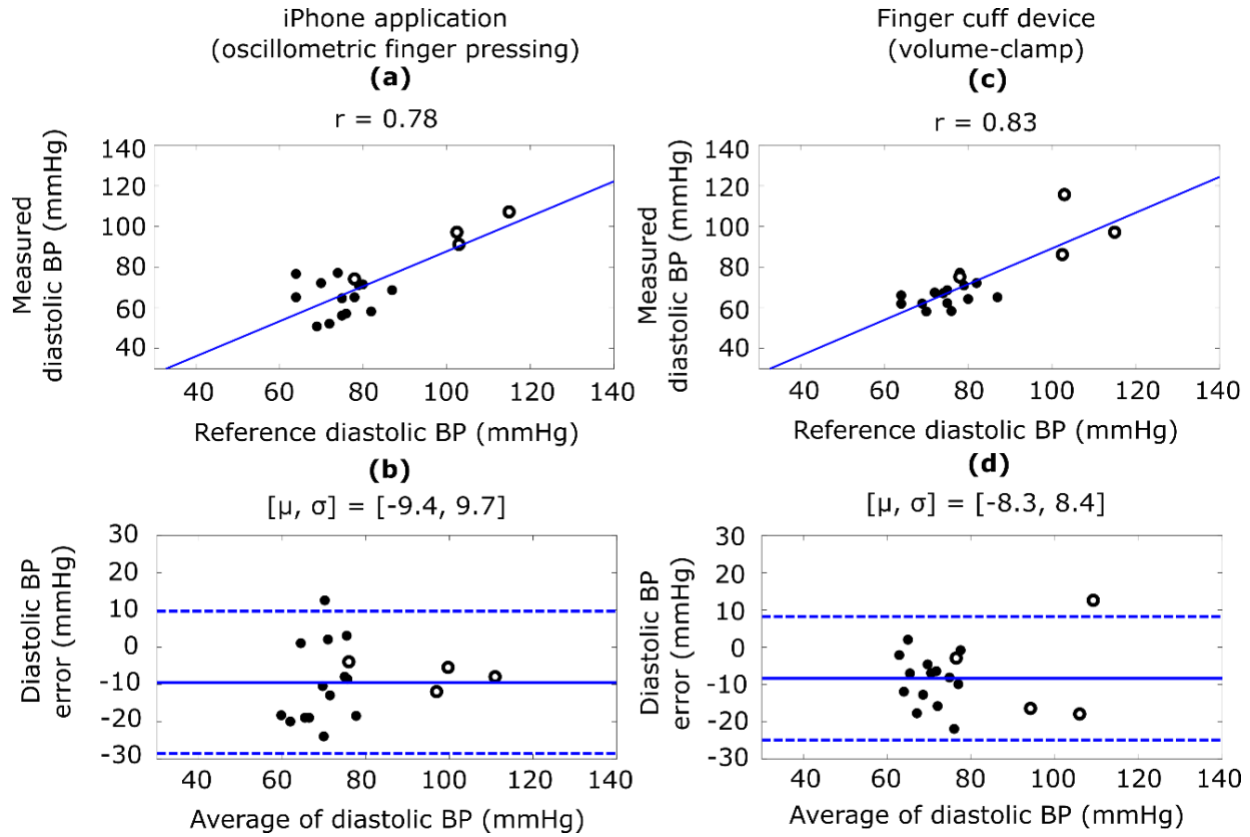 iPhone application
(oscillometric finger pressing)
(a)
r = 0.78
Measured
diastolic BP (mmHg)
140
120
100
80
60
40
40
60
80
100
120
140
Reference diastolic BP (mmHg)
(b)
[μ, σ] = [-9.4, 9.7]
Diastolic BP
error (mmHg)
30
20
10
0
-10
-20
-30
40
60
80
100
120
140
Average of diastolic BP (mmHg)
Finger cuff device
(volume-clamp)
(c)
r = 0.83
Measured
diastolic BP (mmHg)
140
120
100
80
60
40
40
60
80
100
120
140
Reference diastolic BP (mmHg)
(d)
[μ, σ] = [-8.3, 8.4]
Diastolic BP
error (mmHg)
30
20
10
0
-10
-20
-30
40
60
80
100
120
140
Average of diastolic BP (mmHg)